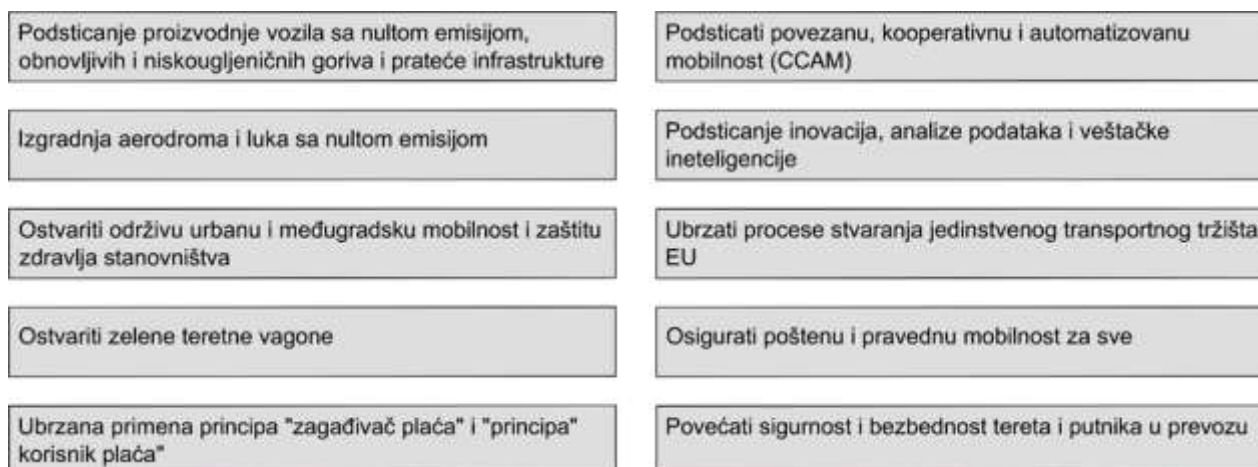 Podsticanje proizvodnje vozila sa nultom emisijom,
obnovljivih i niskougljeničnih goriva i prateće infrastrukture
Izgradnja aerodroma i luka sa nultom emisijom
Ostvariti održivu urbanu i međugradsku mobilnost i zaštitu
zdravlja stanovništva
Ostvariti zelene teretne vagone
Ubrzana primena principa "zagađivač plaća" i "principa"
korisnik plaća"
Podsticati povezanu, kooperativnu i automatizovanu
mobilnost (CCAM)
Podsticanje inovacija, analize podataka i veštačke
ineteligencije
Ubrzati procese stvaranja jedinstvenog transportnog tržišta
EU
Osigurati poštenu i pravednu mobilnost za sve
Povećati sigurnost i bezbednost tereta i putnika u prevozu